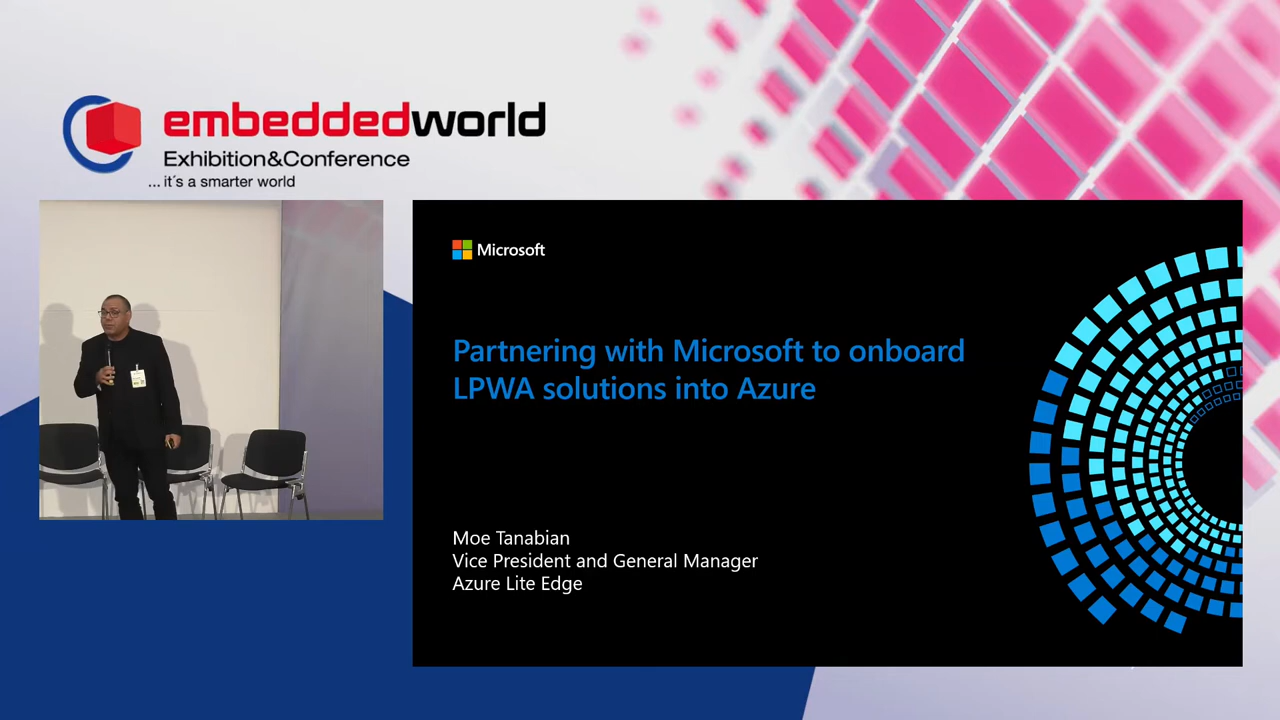 embeddedworld
Exhibition&Conference
... it´s a smarter world
Microsoft
Partnering with Microsoft to onboard
LPWA solutions into Azure
Moe Tanabian
Vice President and General Manager
Azure Lite Edge